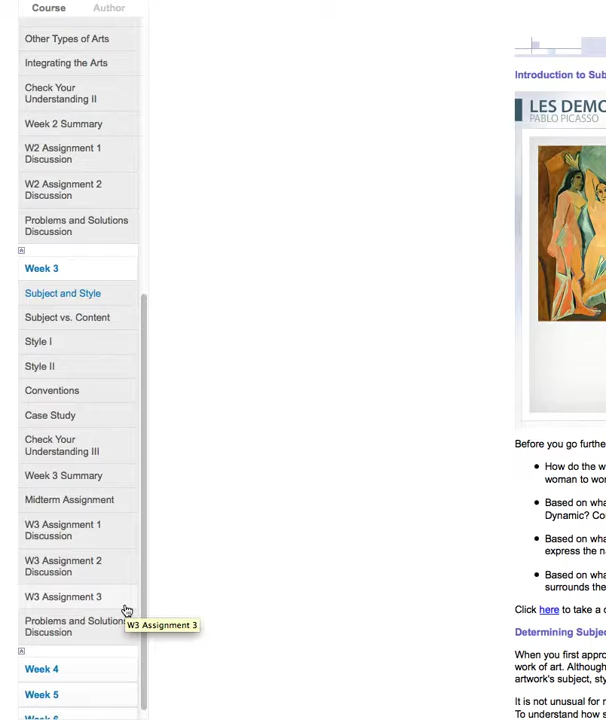 Course Author
Other Types of Arts
Integrating the Arts
Check Your
Understanding II
Week 2 Summary
W2 Assignment 1
Discussion
W2 Assignment 2
Discussion
Problems and Solutions
Discussion
Week 3
Subject and Style
Subject vs. Content
Style I
Style II
Conventions
Case Study
Check Your
Understanding III
Week 3 Summary
Midterm Assignment
W3 Assignment 1
Discussion
W3 Assignment 2
Discussion
W3 Assignment 3
W3 Assignment 3
Problems and Solutions
Discussion
Week 4
Week 5
Week 6
Introduction to Sub
LES DEMO
PABLO PICASSO
Before you go furthe
How do the w
woman to wo
Based on wha
Dynamic? Co
Based on wha
express the n
Based on wha
surrounds the
Click here to take a
Determining Subje
When you first appro
work of art. Although
artwork's subject, sty
It is not unusual for
To understand how s